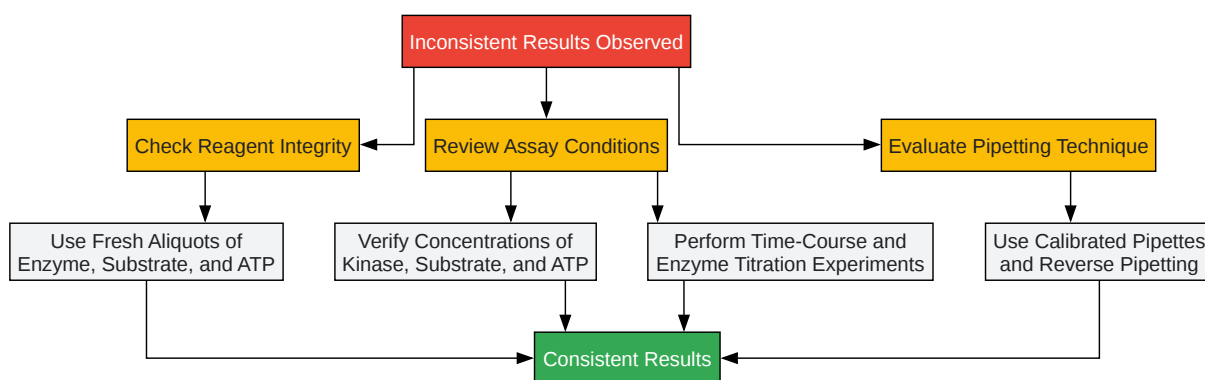 Inconsistent Results Observed
Check Reagent Integrity
Review Assay Conditions
Evaluate Pipetting Technique
Use Fresh Aliquots of
Enzyme, Substrate, and ATP
Verify Concentrations of
Kinase, Substrate, and ATP
Perform Time-Course and
Enzyme Titration Experiments
Use Calibrated Pipettes
and Reverse Pipetting
Consistent Results